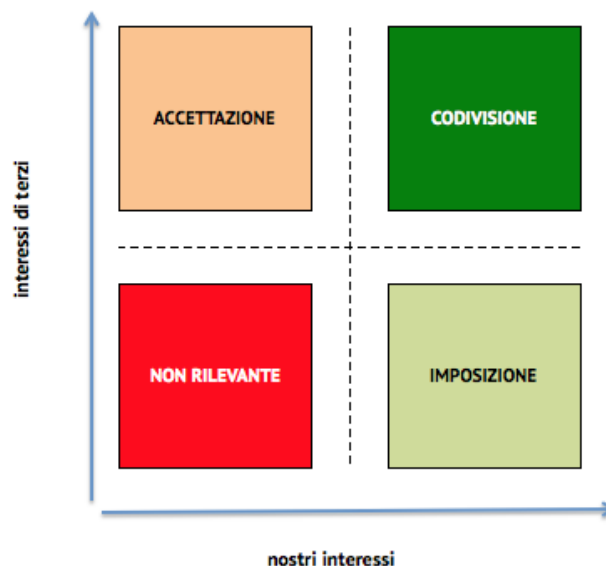 ACCETTAZIONE
CODIVISIONE
interessi di terzi
NON RILEVANTE
IMPOSIZIONE
nostri interessi